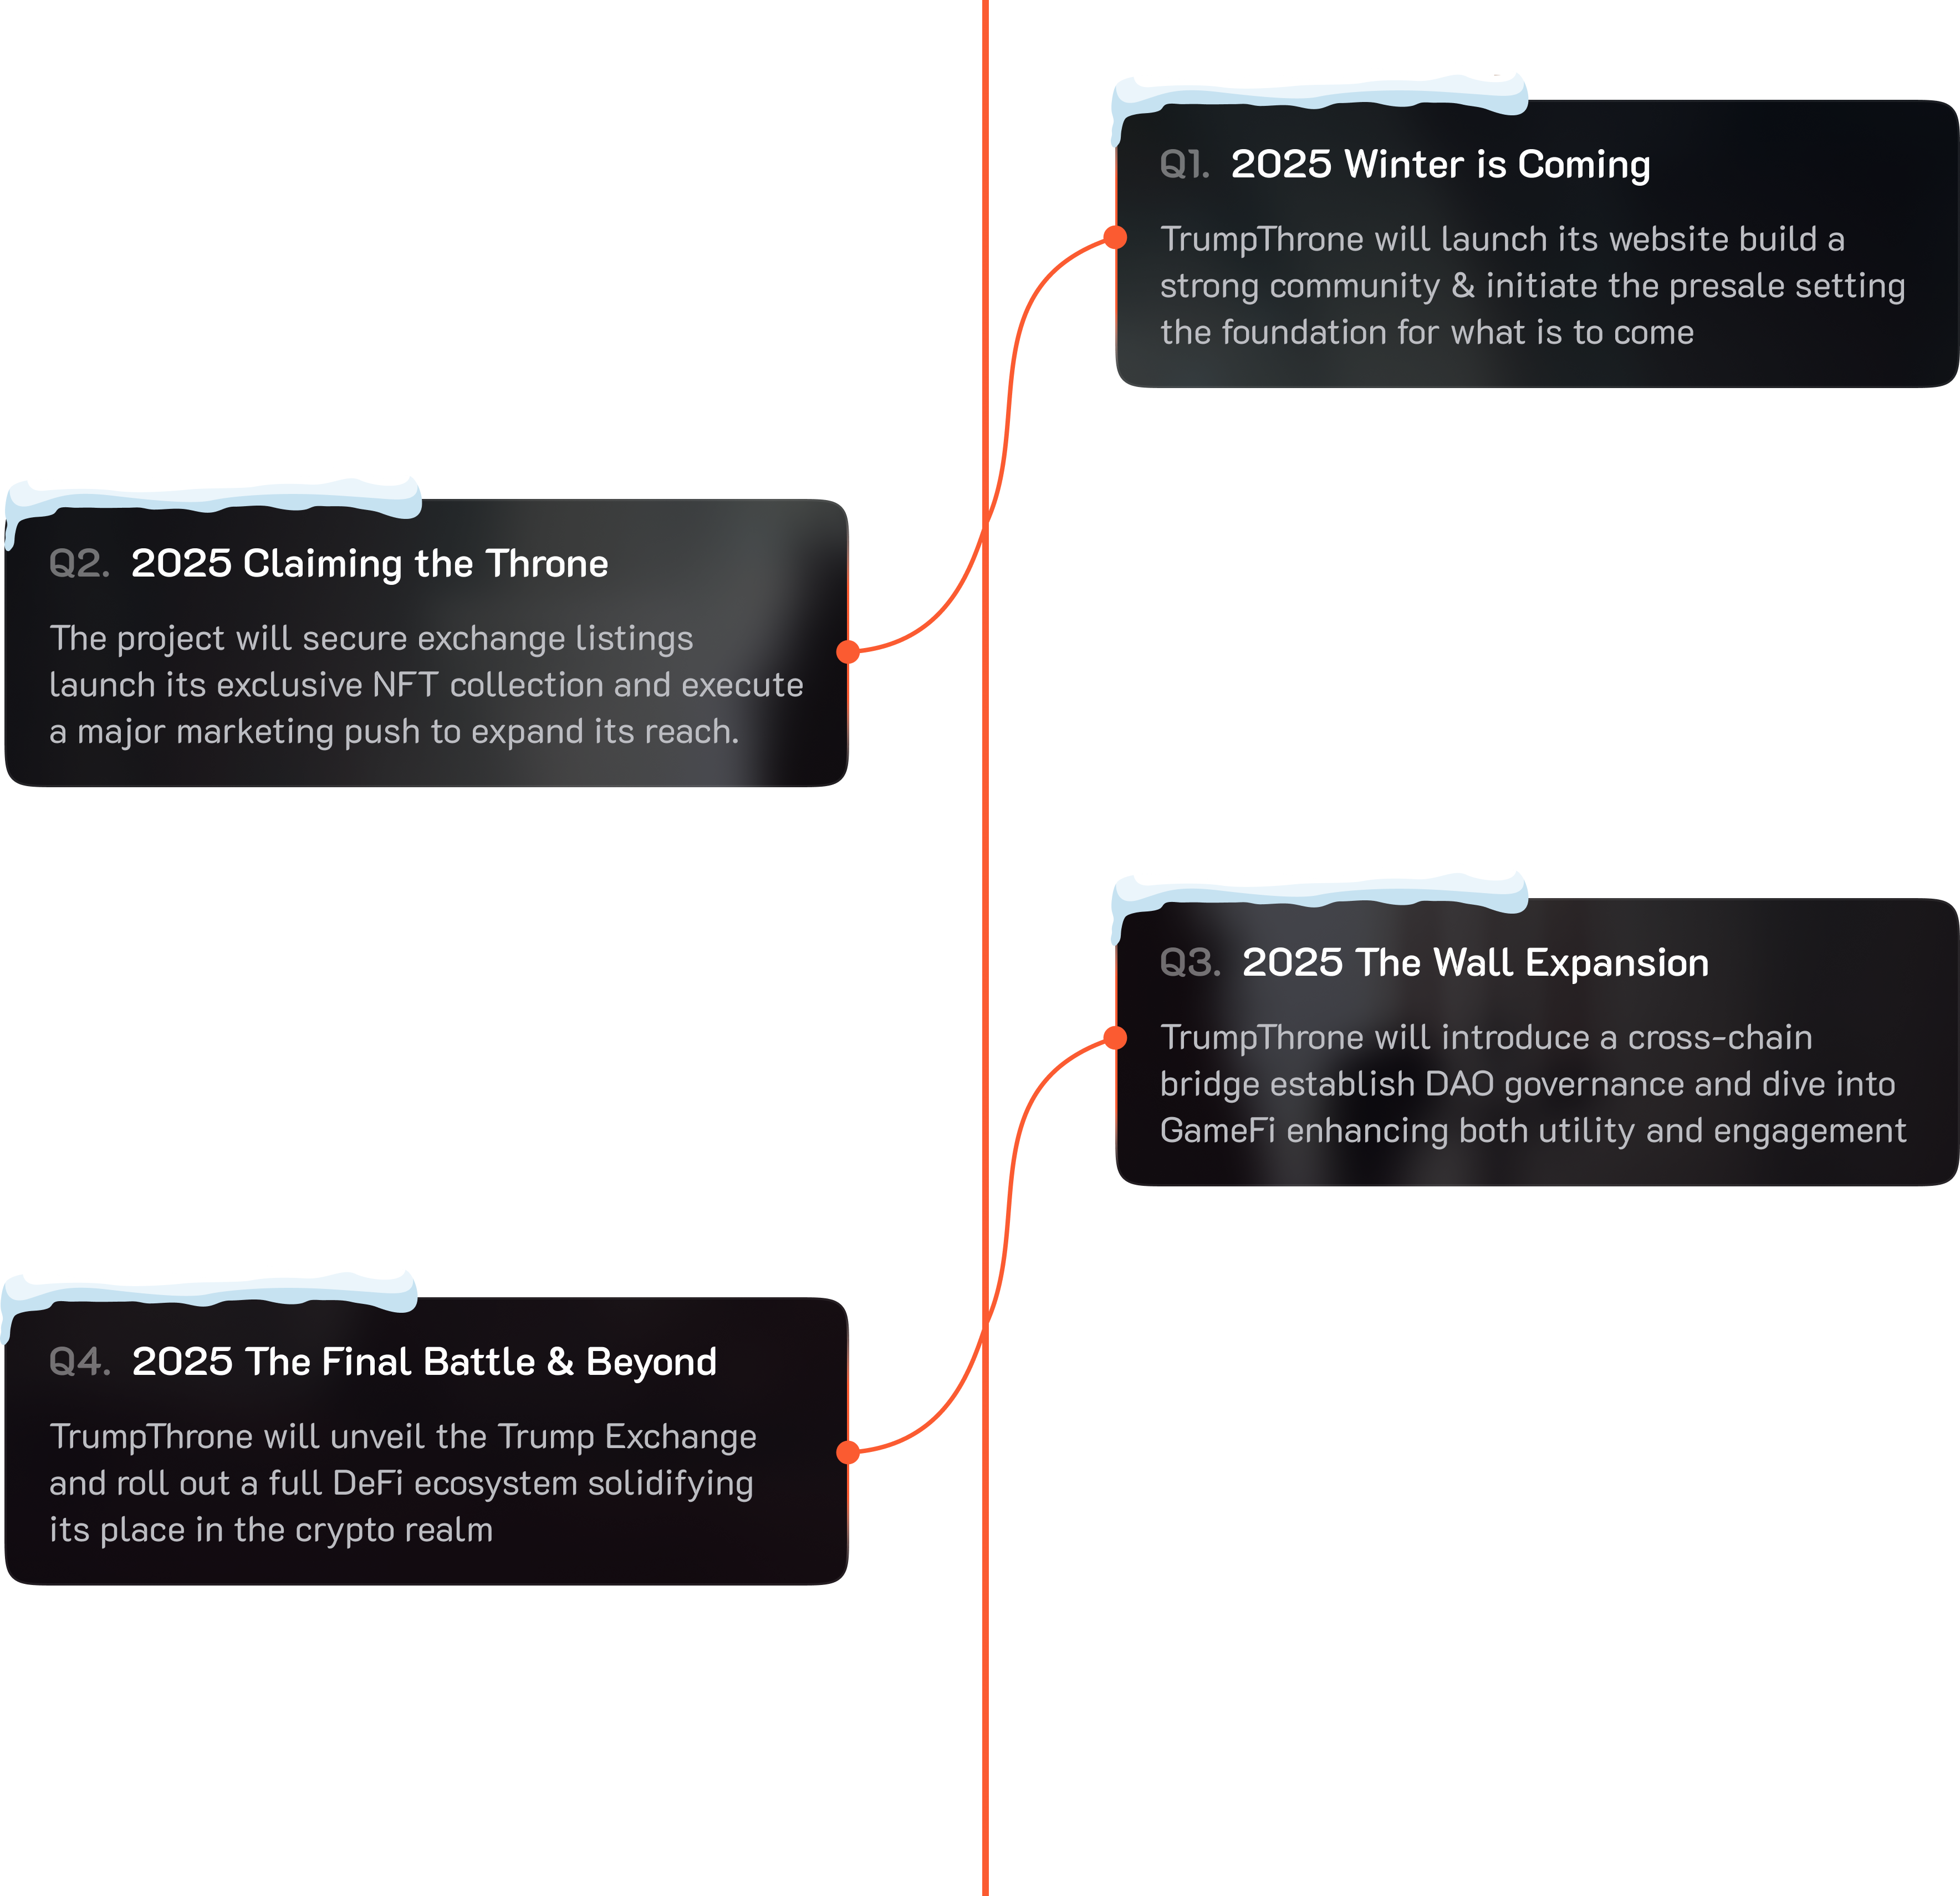 Q1. 2025 Winter is Coming
TrumpThrone will launch its website build a
strong community & initiate the presale setting
the foundation for what is to come
Q2. 2025 Claiming the Throne
The project will secure exchange listings
launch its exclusive NFT collection and execute
a major marketing push to expand its reach.
Q3. 2025 The Wall Expansion
TrumpThrone will introduce a cross-chain
bridge establish DAO governance and dive into
GameFi enhancing both utility and engagement
Q4. 2025 The Final Battle & Beyond
TrumpThrone will unveil the Trump Exchange
and roll out a full DeFi ecosystem solidifying
its place in the crypto realm